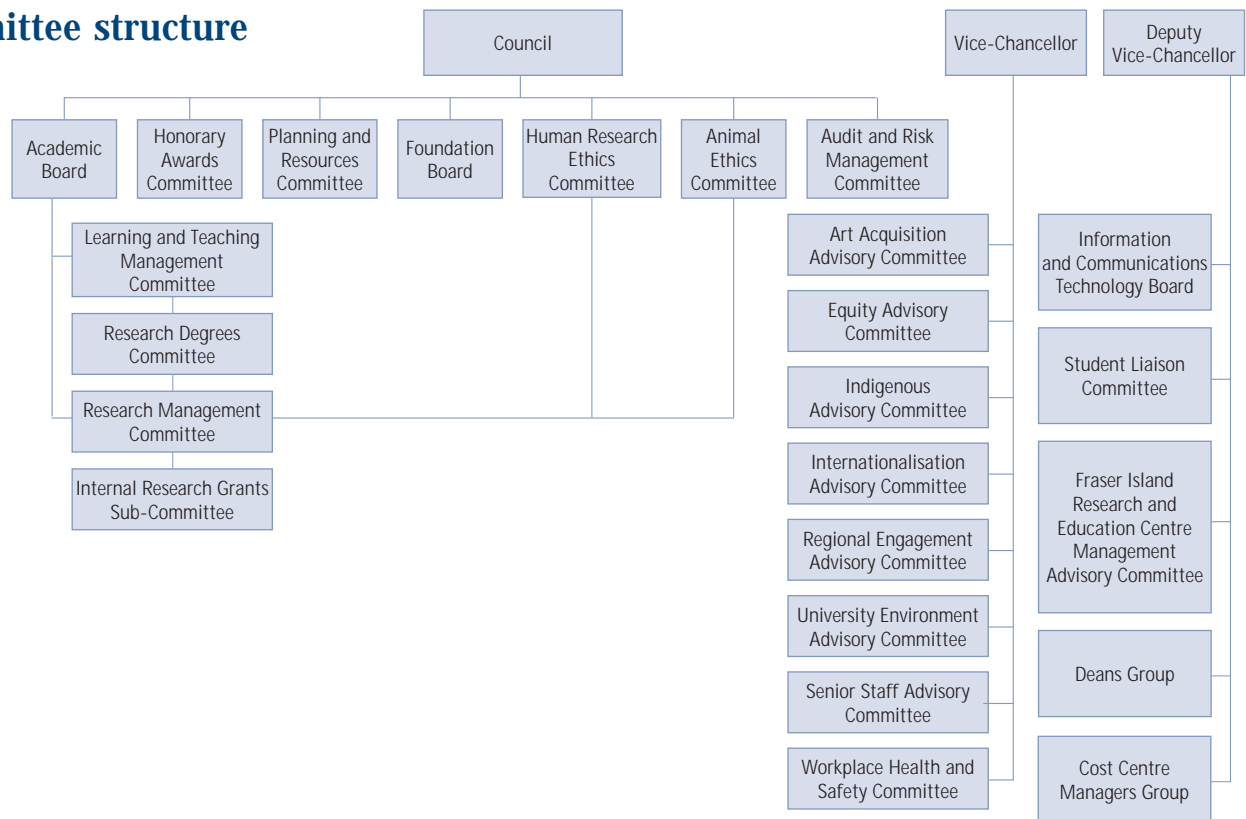 mittee structure
Council
Vice-Chancellor
Deputy
Vice-Chancellor
Academic
Board
Honorary
Awards
Committee
Planning and
Resources
Committee
Foundation
Board
Human Research
Ethics
Committee
Animal
Ethics
Committee
Audit and Risk
Management
Committee
Learning and Teaching
Management
Committee
Research Degrees
Committee
Research Management
Committee
Internal Research Grants
Sub-Committee
Art Acquisition
Advisory Committee
Equity Advisory
Committee
Indigenous
Advisory Committee
Internationalisation
Advisory Committee
Regional Engagement
Advisory Committee
University Environment
Advisory Committee
Senior Staff Advisory
Committee
Workplace Health and
Safety Committee
Information
and Communications
Technology Board
Student Liaison
Committee
Fraser Island
Research and
Education Centre
Management
Advisory Committee
Deans Group
Cost Centre
Managers Group